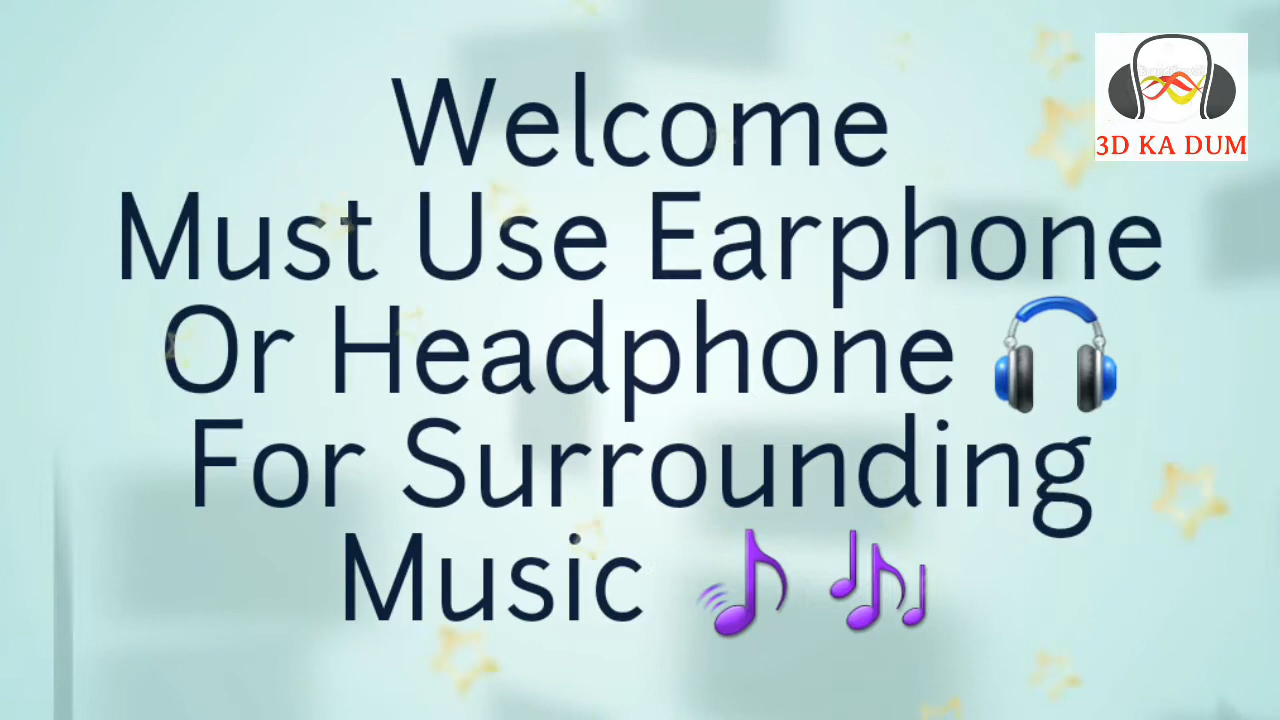 Welcome
Must Use Earphone
Or Headphone 🎧
For Surrounding
Music 🎵 🎶
3D KA DUM